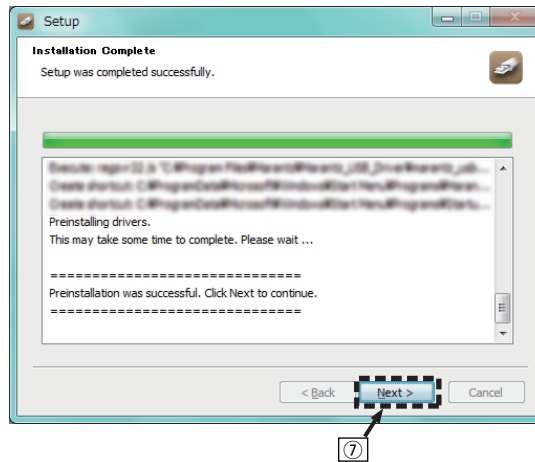 Setup
Installation Complete
Setup was completed successfully.
Preinstalling drivers.
This may take some time to complete. Please wait ...
==============================
Preinstallation was successful. Click Next to continue.
==============================
< Back
Next >
Cancel
⑦